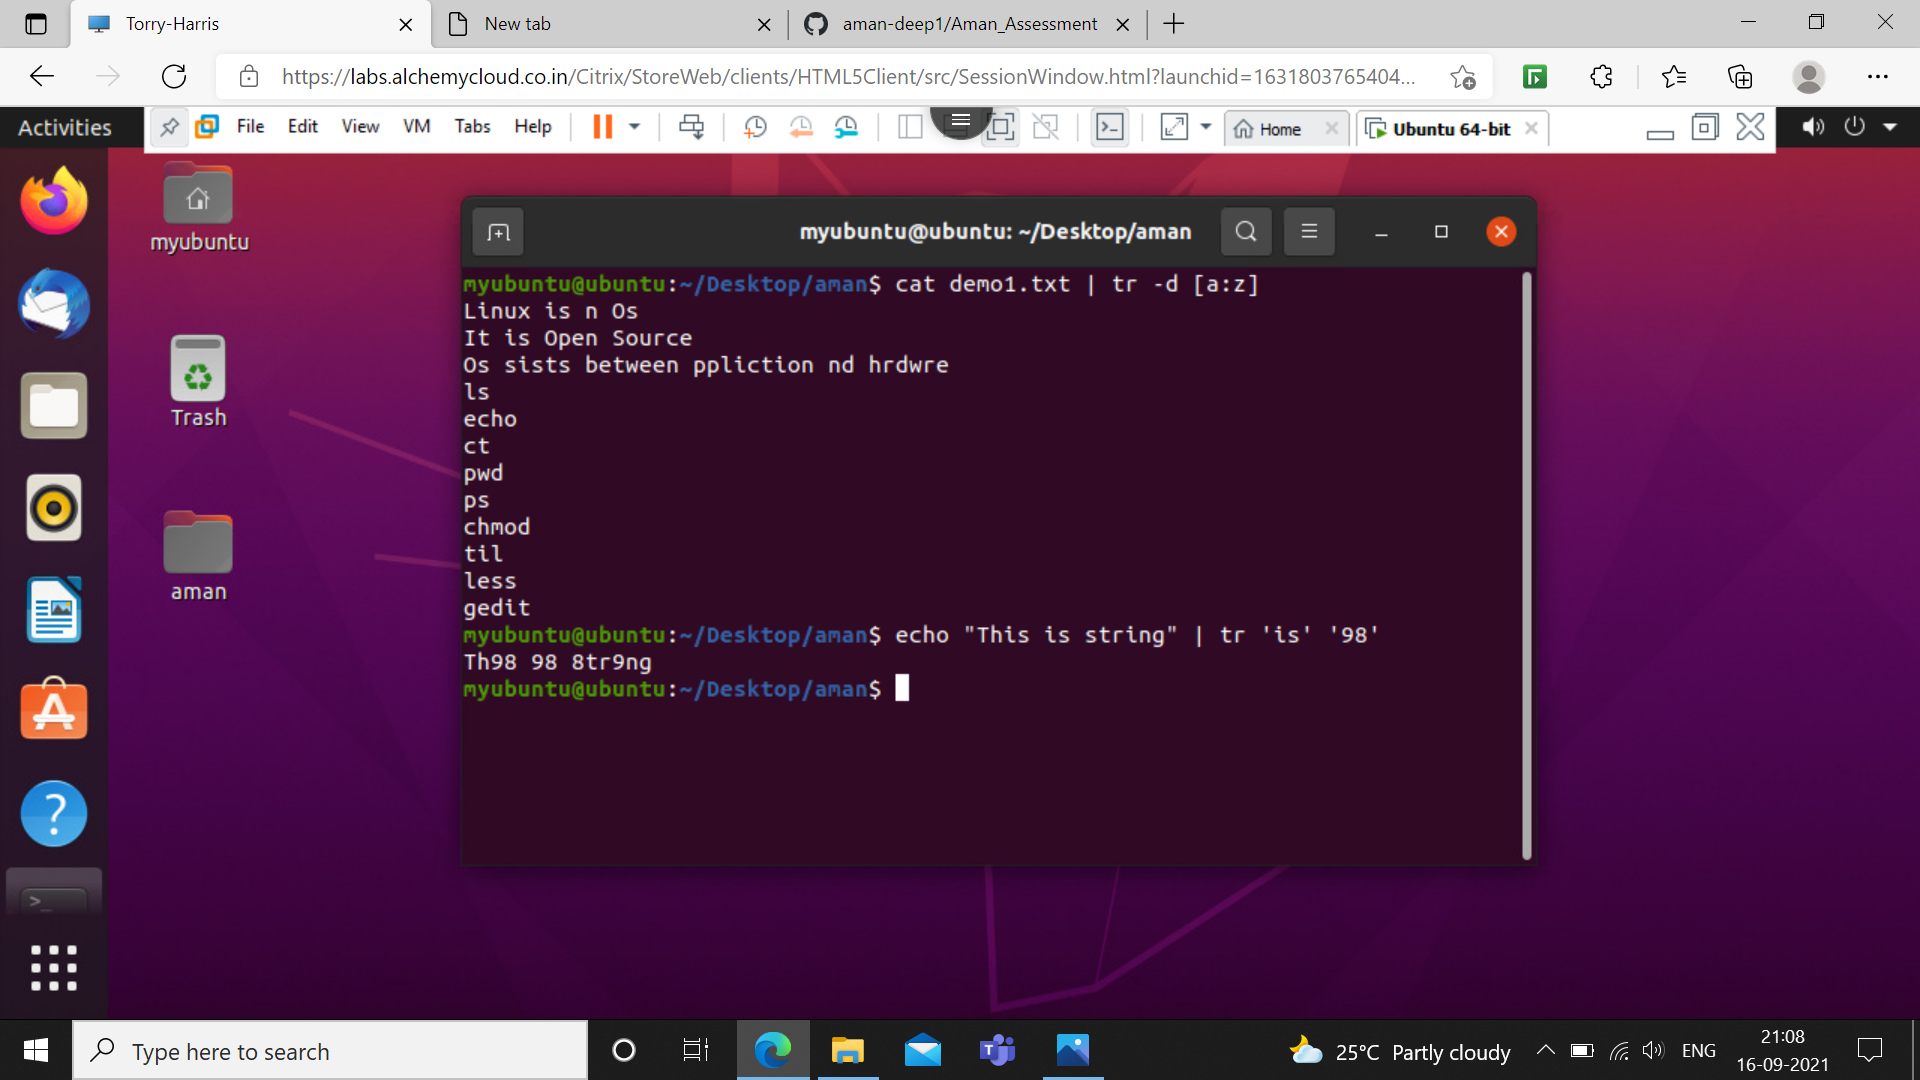 Torry-Harris
New tab
aman-deep1/Aman_Assessment
https://labs.alchemycloud.co.in/Citrix/StoreWeb/clients/HTML5Client/src/SessionWindow.html?launchid=1631803765404...
Activities
File Edit View VM Tabs Help
Home
Ubuntu 64-bit
myubuntu
Trash
aman
myubuntu@ubuntu: ~/Desktop/aman
myubuntu@ubuntu:~/Desktop/aman$ cat demo1.txt | tr -d [a:z]
Linux is n Os
It is Open Source
Os sists between ppliction nd hrdwre
ls
echo
ct
pwd
ps
chmod
til
less
gedit
myubuntu@ubuntu:~/Desktop/aman$ echo "This is string" | tr 'is' '98'
Th98 98 8tr9ng
myubuntu@ubuntu:~/Desktop/aman$
Type here to search
25°C Partly cloudy
ENG
21:08
16-09-2021